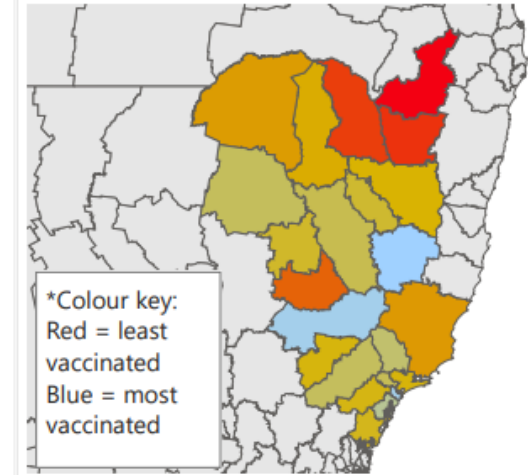 *Colour key:
Red = least
vaccinated
Blue = most
vaccinated